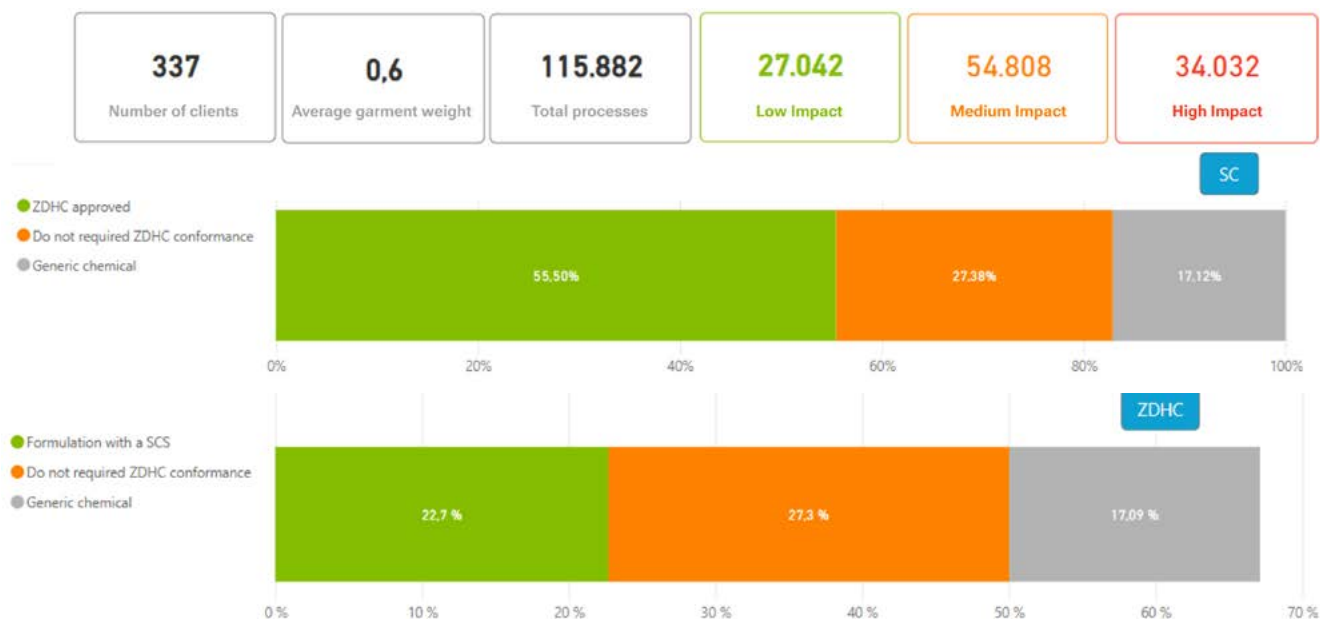 337
Number of clients
0,6
Average garment weight
115.882
Total processes
27.042
Low Impact
54.808
Medium Impact
34.032
High Impact
SC
ZDHC approved
Do not required ZDHC conformance
Generic chemical
55,50%
27.38%
17,12%
0%
20%
40%
60%
80%
100%
ZDHC
Formulation with a SCS
Do not required ZDHC conformance
Generic chemical
22,7 %
27,3 %
17,09 %
0 %
10 %
20 %
30 %
40 %
50 %
60 %
70 %